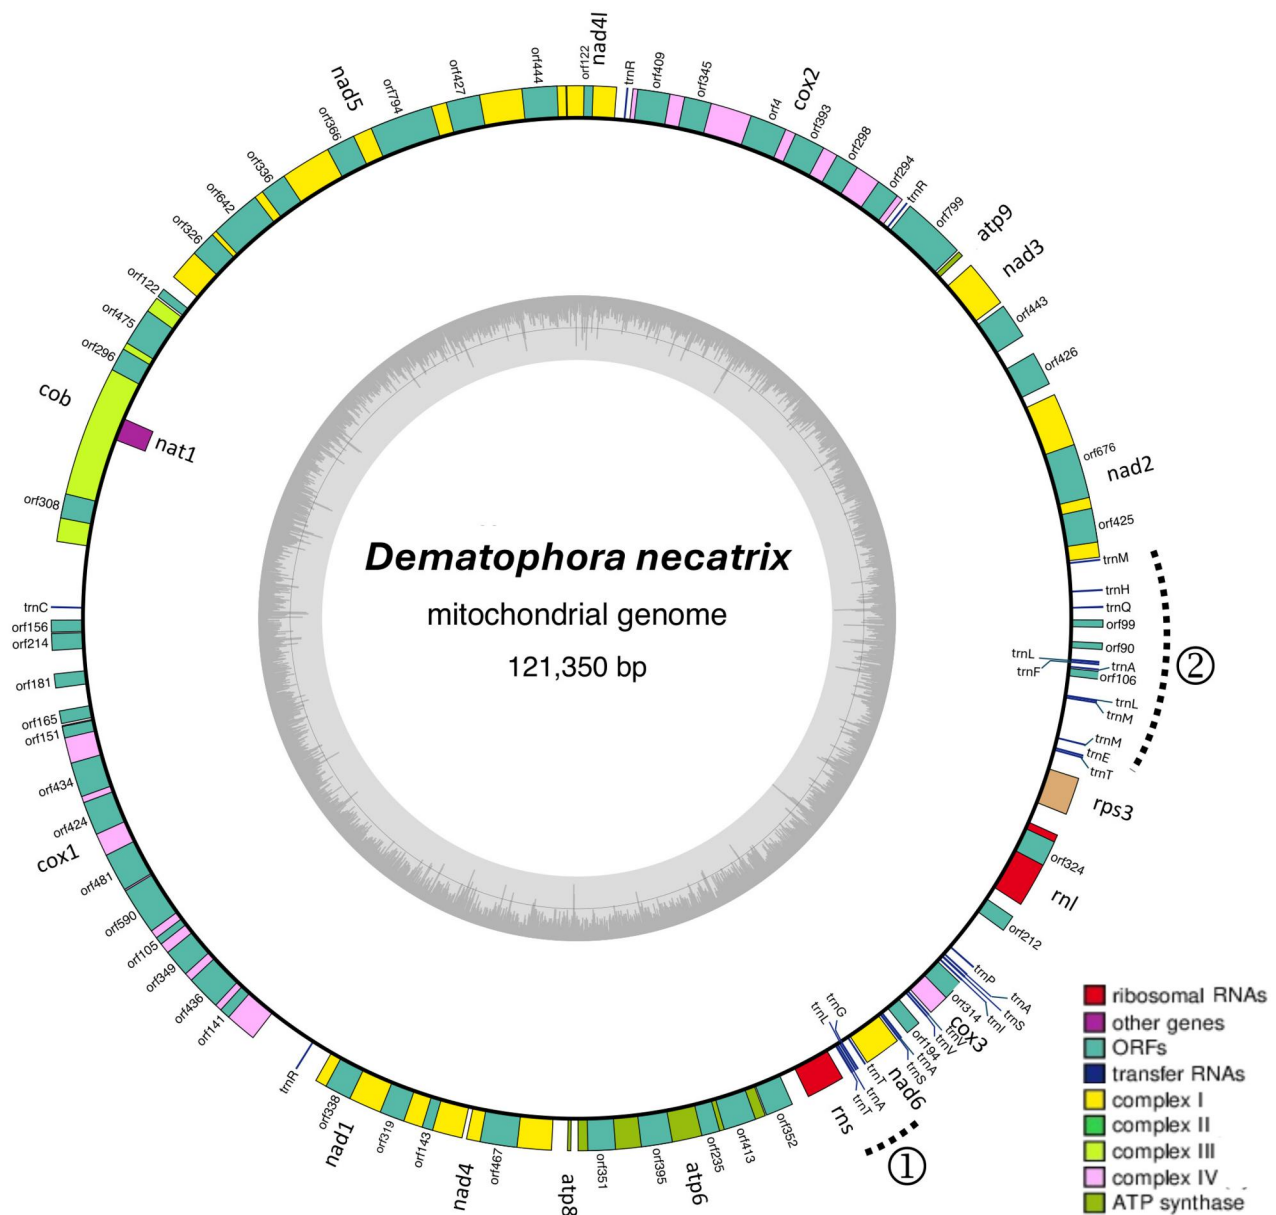 nad4l
orf122
trnR
orf409
orf345
cox2
orf4
orf393
orf298
orf294
trnR
orf799
atp9
nad3
orf443
orf426
orf676
nad2
orf425
trnM
trnH
trnQ
orf99
orf90
trnL
trnA
trnF
orf106
trnL
trnM
②
trnM
trnE
trnT
rps3
orf324
rnl
orf212
trnP
trnA
trnS
trnI
orf314
cox3
trnV
trnV
orf194
trnA
trnS
nad6
trnG
trnL
trnT
trnA
trnT
①
rns
orf352
orf413
orf235
atp6
orf395
orf351
atp8
orf467
nad4
orf143
orf319
nad1
orf338
trnR
orf141
orf436
orf349
orf105
orf590
orf481
cox1
orf424
orf434
orf151
orf165
orf181
orf214
orf156
trnC
orf308
nat1
cob
orf296
orf475
orf122
orf326
orf642
orf336
orf366
nad5
orf794
orf427
orf444
Dematophora necatrix
mitochondrial genome
121,350 bp
ribosomal RNAs
other genes
ORFs
transfer RNAs
complex I
complex II
complex III
complex IV
ATP synthase